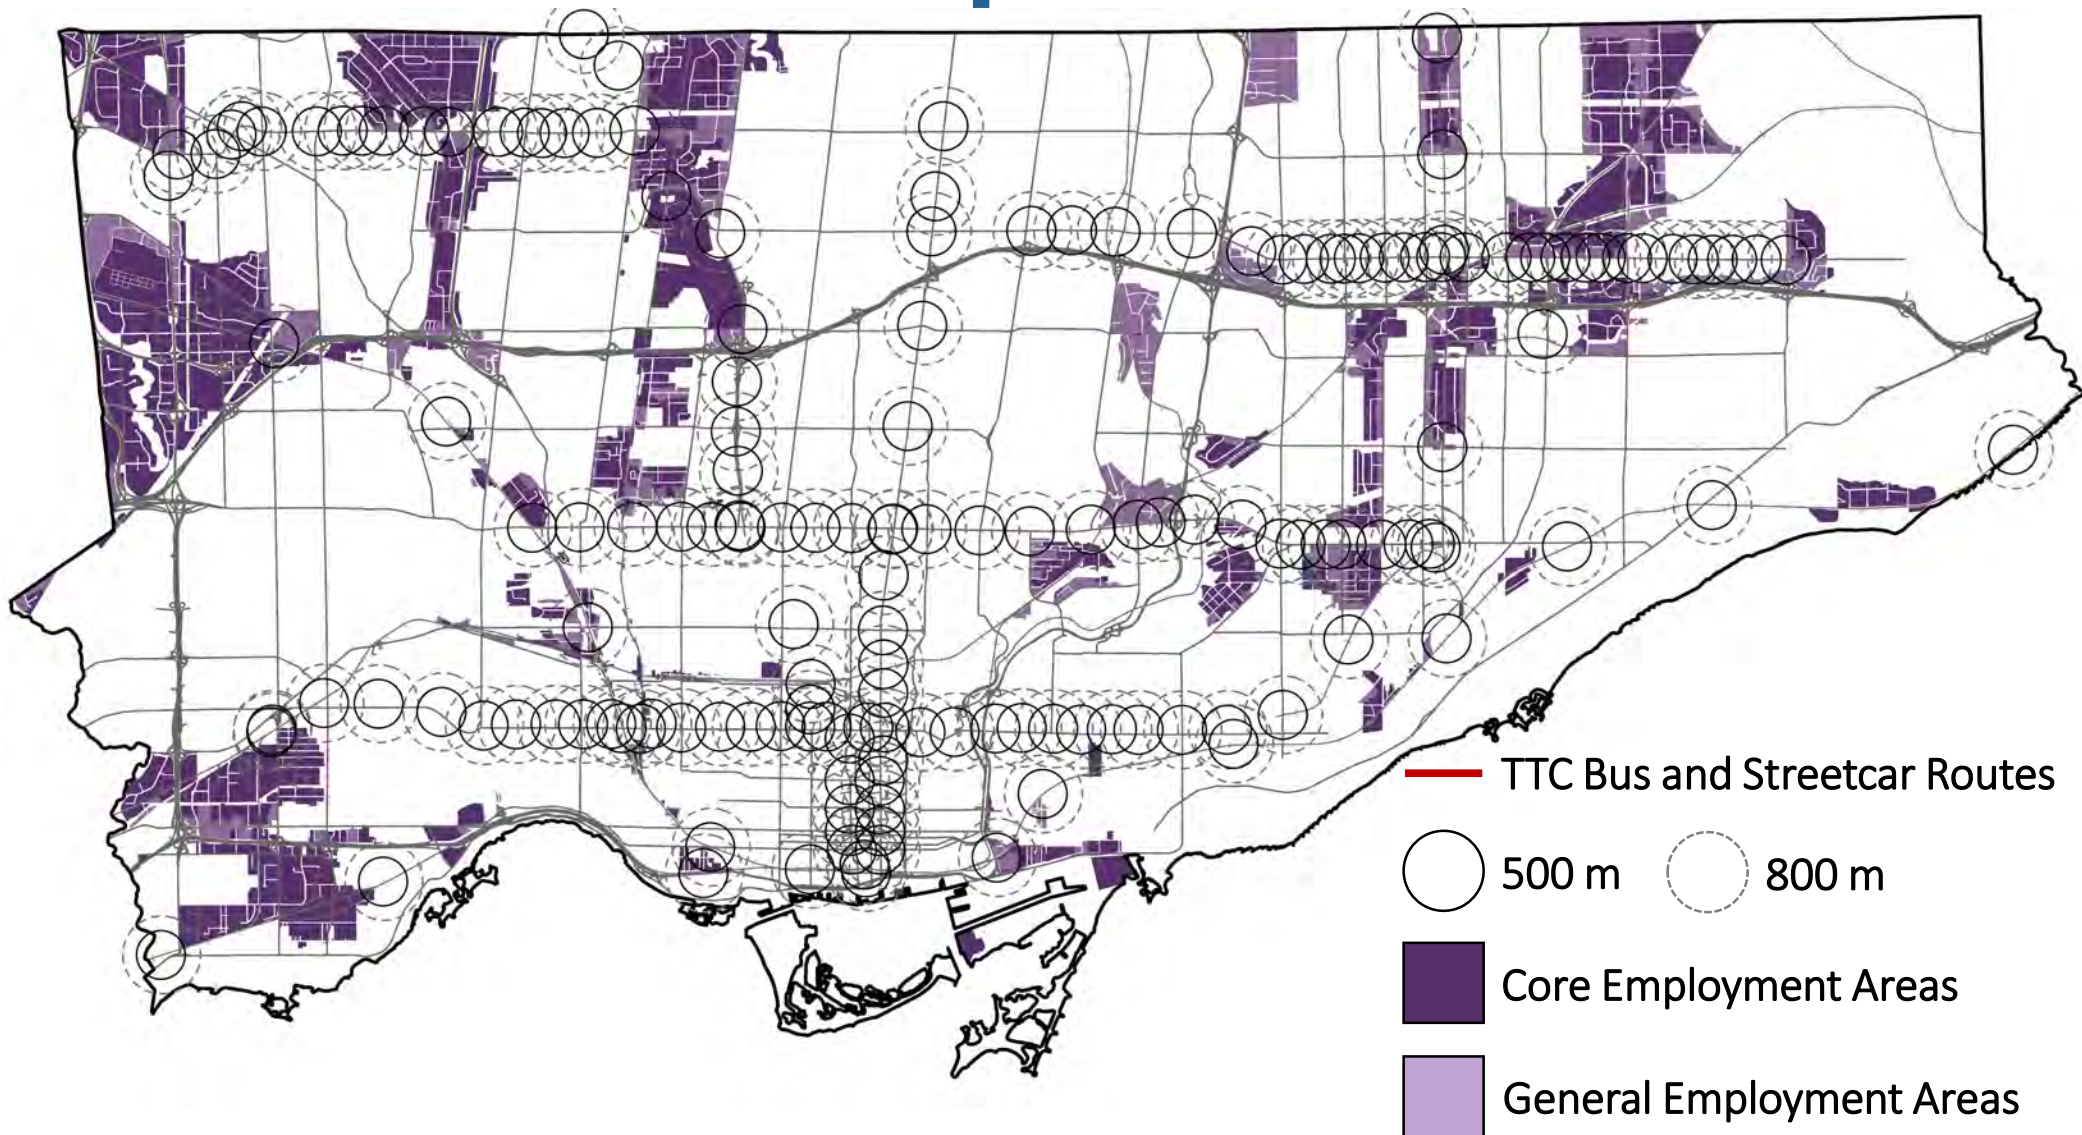 TTC Bus and Streetcar Routes
500 m 800 m
Core Employment Areas
General Employment Areas